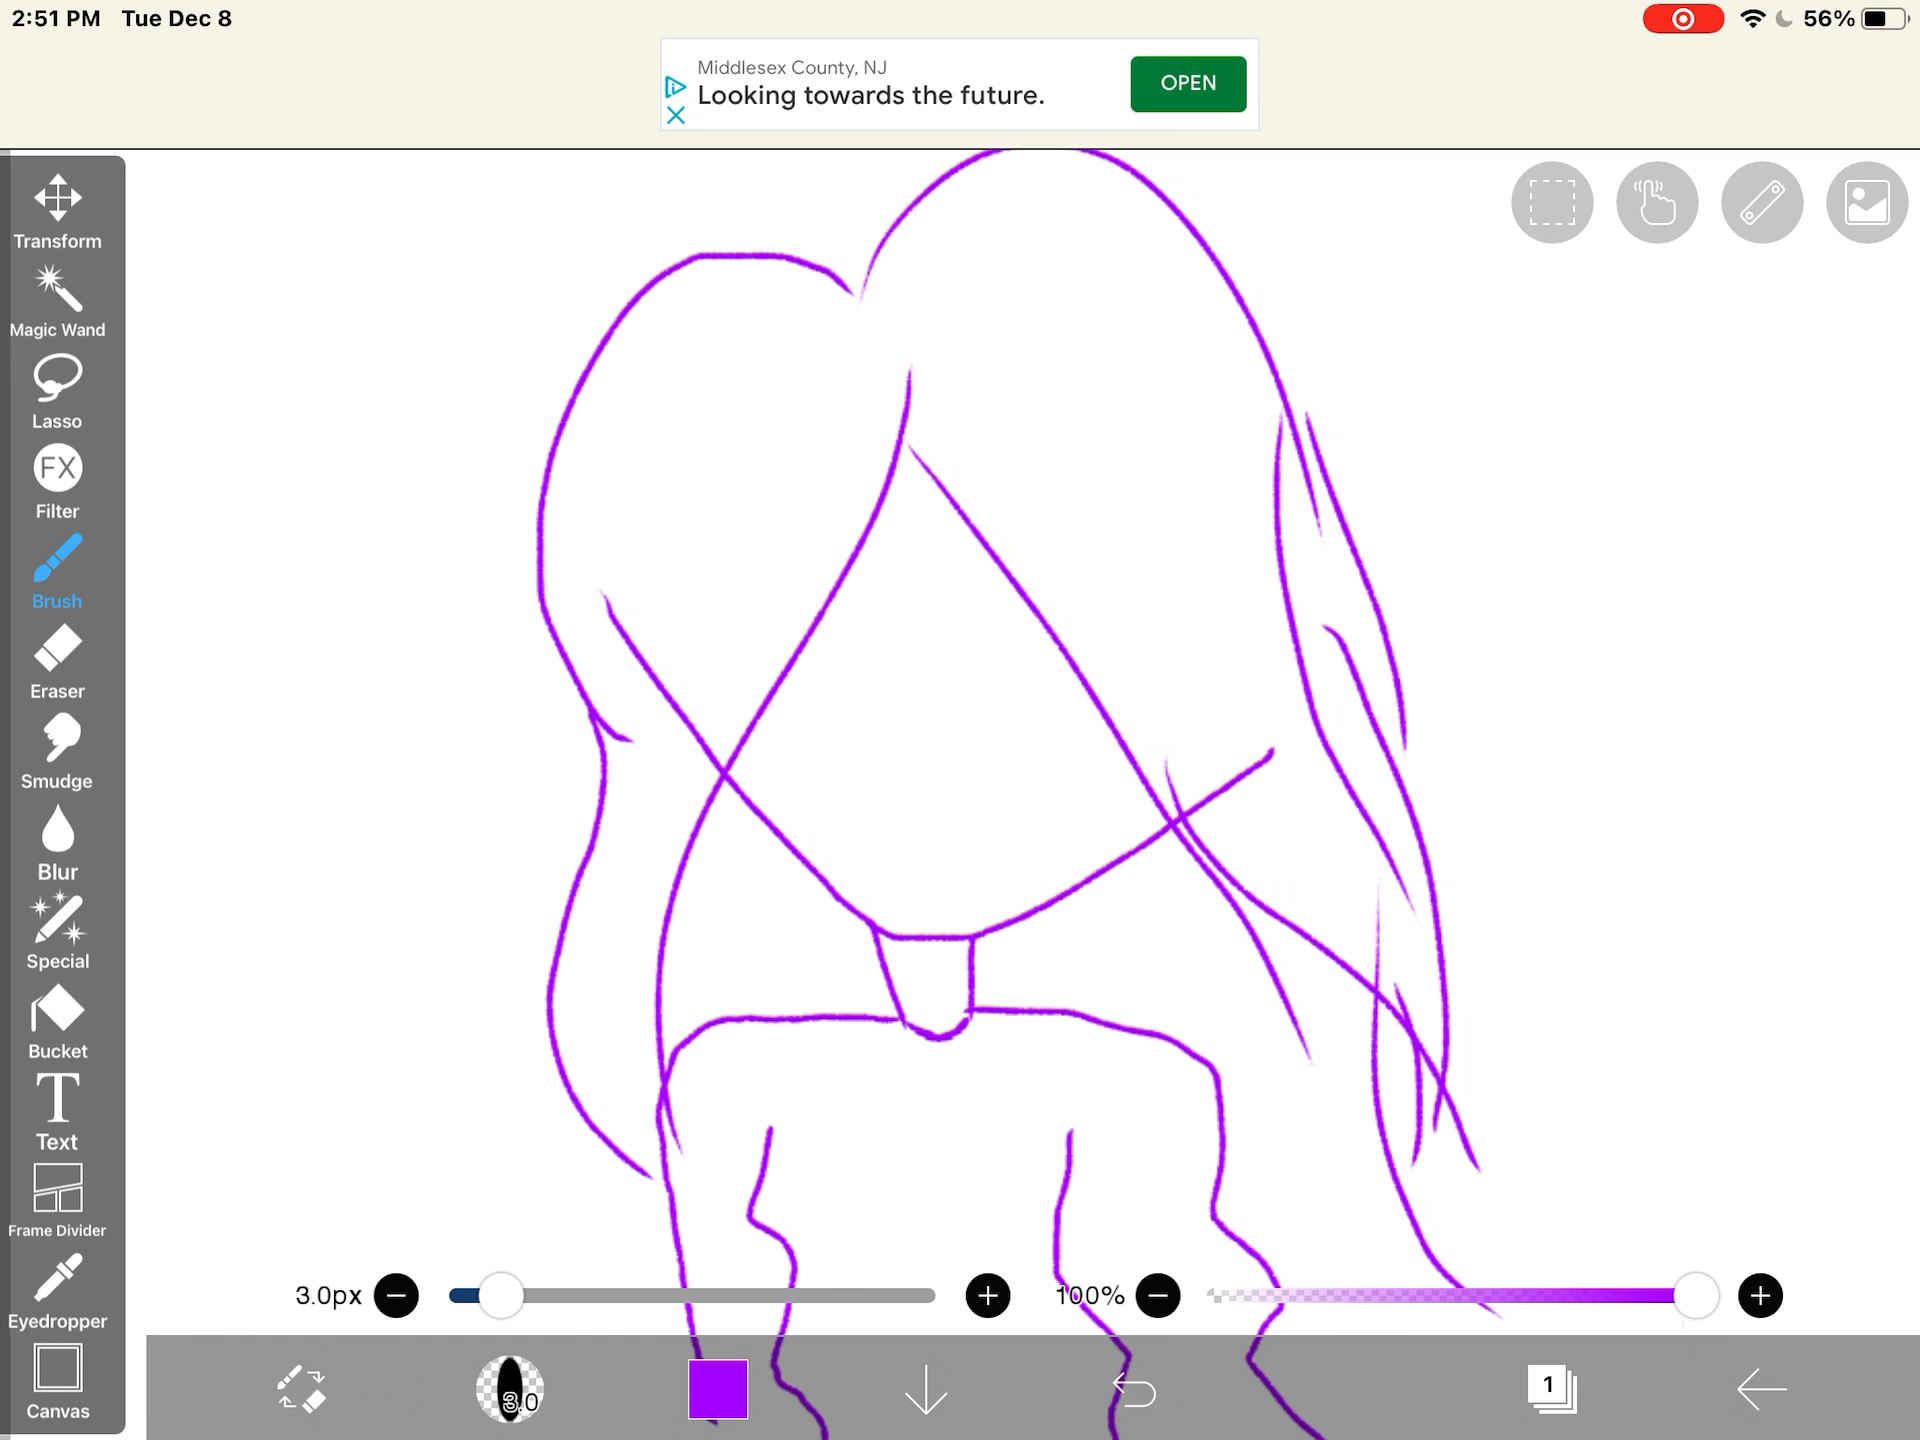 2:51 PM Tue Dec 8
56%
Middlesex County, NJ
Looking towards the future.
OPEN
Transform
Magic Wand
Lasso
FX
Filter
Brush
Eraser
Smudge
Blur
Special
Bucket
T
Text
Frame Divider
Eyedropper
Canvas
3.0px
100%
3.0
1